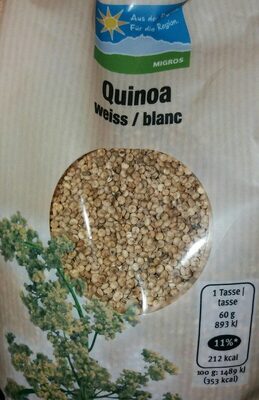 Aus der
Für die Region.
MIGROS
Quinoa
weiss / blanc
1 Tasse |
tasse
60 g
893 kJ
11%*
212 kcal
100 g: 1489 kJ
(353 kcal)